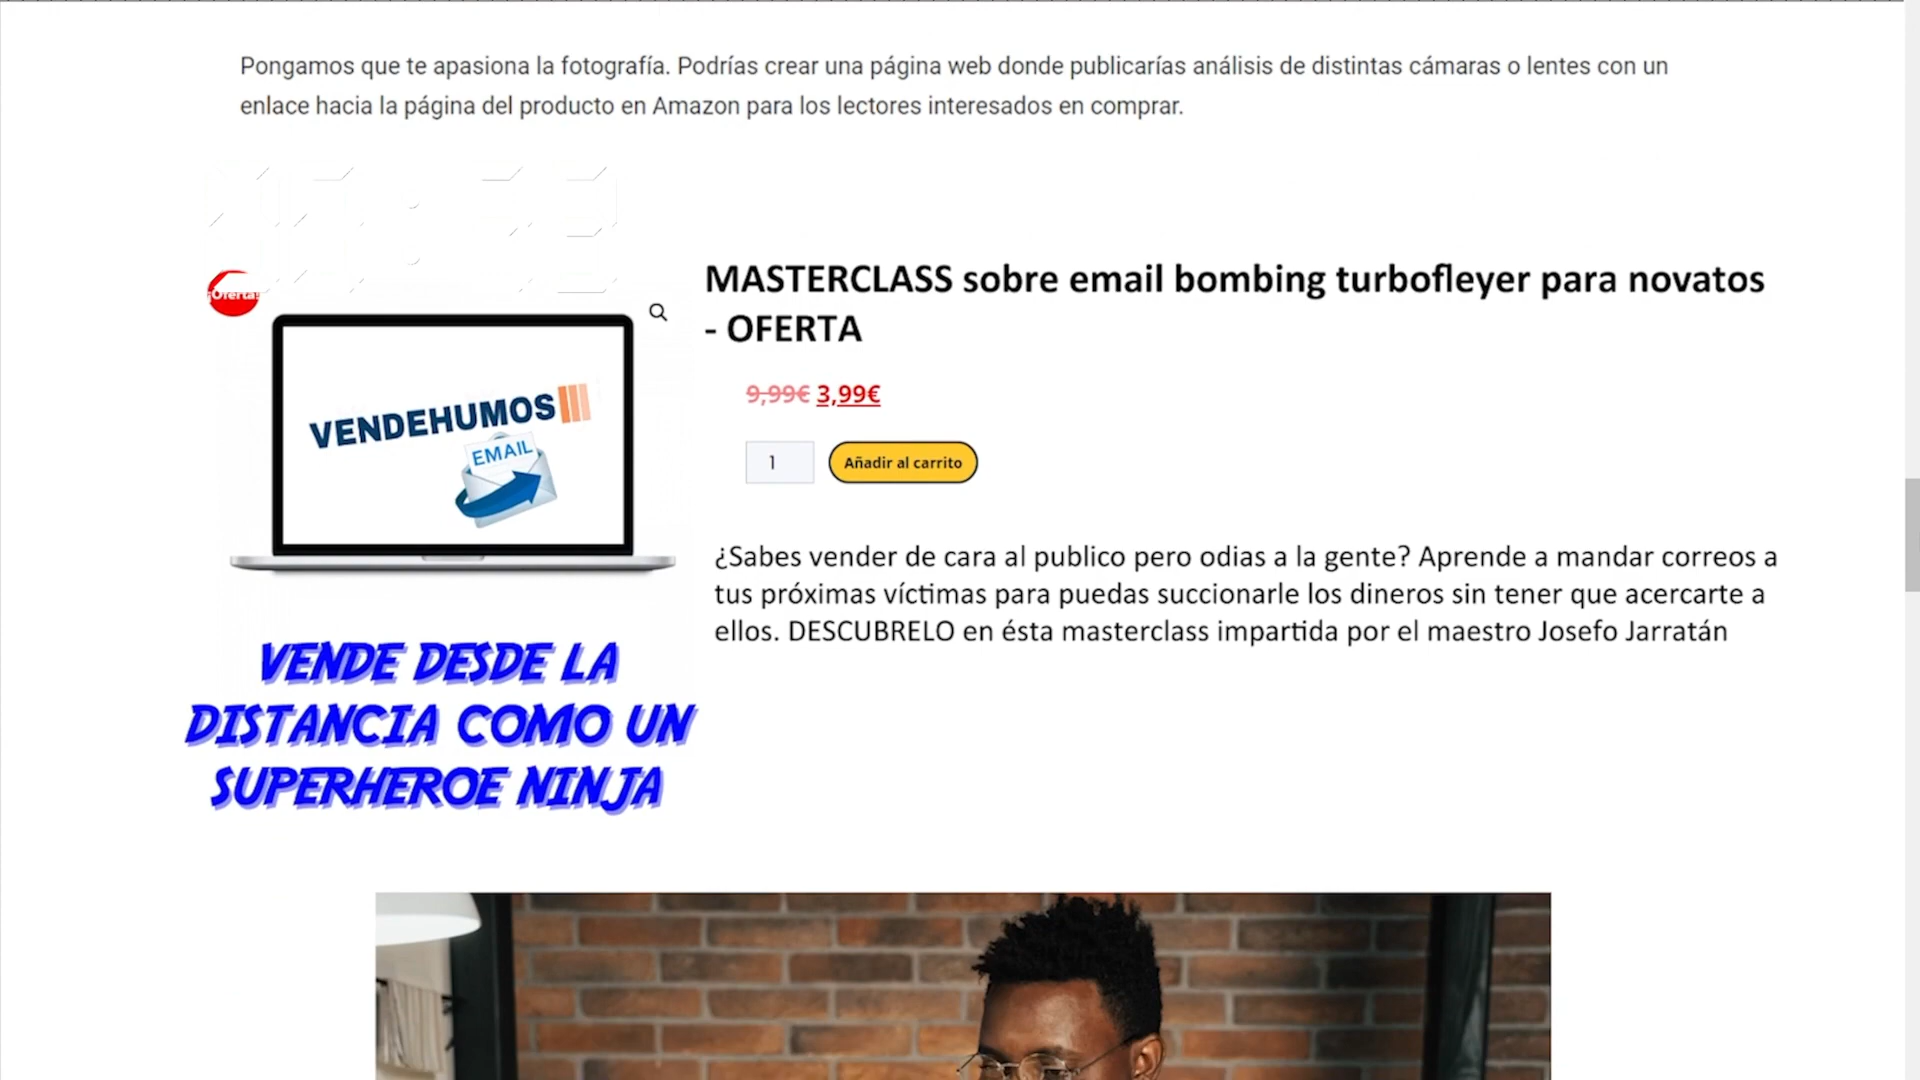 Pongamos que te apasiona la fotografía. Podrías crear una página web donde publicarías análisis de distintas cámaras o lentes con un
enlace hacia la página del producto en Amazon para los lectores interesados en comprar.
¡Oferta!
MASTERCLASS sobre email bombing turbofleyer para novatos
- OFERTA
9,99€ 3,99€
1 Añadir al carrito
VENDEHUMOS
EMAIL
¿Sabes vender de cara al publico pero odias a la gente? Aprende a mandar correos a
tus próximas víctimas para puedas succionarle los dineros sin tener que acercarte a
ellos. DESCUBRELO en ésta masterclass impartida por el maestro Josefo Jarratán
VENDE DESDE LA
DISTANCIA COMO UN
SUPERHEROE NINJA